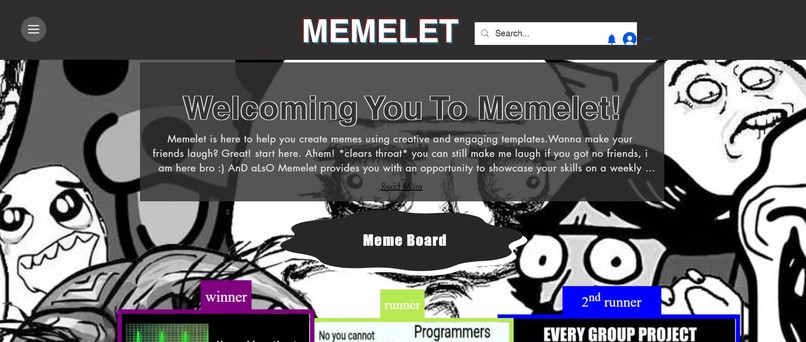 MEMELET
Search...
Welcoming You To Memelet!
Memelet is here to help you create memes using creative and engaging templates.Wanna make your
friends laugh? Great! start here. Ahem! *clears throat* you can still make me laugh if you got no friends, i
am here bro :) AnD aLsO Memelet provides you with an opportunity to showcase your skills on a weekly ...
Read More
Meme Board
winner
runner
2nd runner
No you cannot
Programmers
EVERY GROUP PROJECT